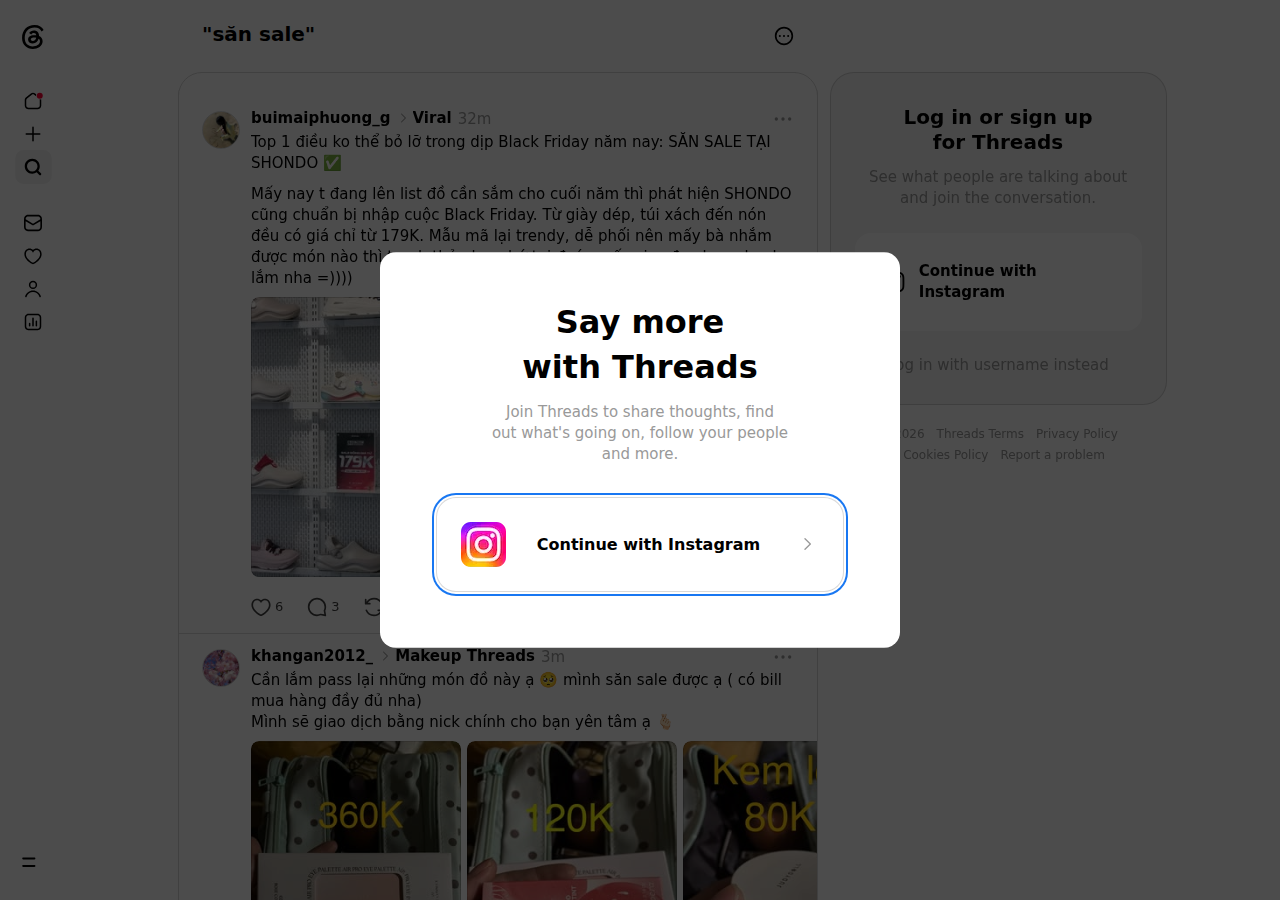 "săn sale"
buimaiphuong_g Viral 32m
Top 1 điều ko thể bỏ lỡ trong dịp Black Friday năm nay: SĂN SALE TẠI
SHONDO ✅
Mấy nay t đang lên list đồ cần sắm cho cuối năm thì phát hiện SHONDO
cũng chuẩn bị nhập cuộc Black Friday. Từ giày dép, túi xách đến nón
đều có giá chỉ từ 179K. Mẫu mã lại trendy, dễ phối nên mấy bà nhắm
được món nào thì
lắm nha =))))
179K
6 3
khangan2012_ Makeup Threads 3m
Cần lắm pass lại những món đồ này ạ 🥺 mình săn sale được ạ ( có bill
mua hàng đầy đủ nha)
Mình sẽ giao dịch bằng nick chính cho bạn yên tâm ạ 🫰🏻
360K
120K
80K
Say more
with Threads
Join Threads to share thoughts, find
out what's going on, follow your people
and more.
Continue with Instagram
Log in or sign up
for Threads
See what people are talking about
and join the conversation.
Continue with
Instagram
in with username instead
Threads Terms Privacy Policy
Cookies Policy Report a problem